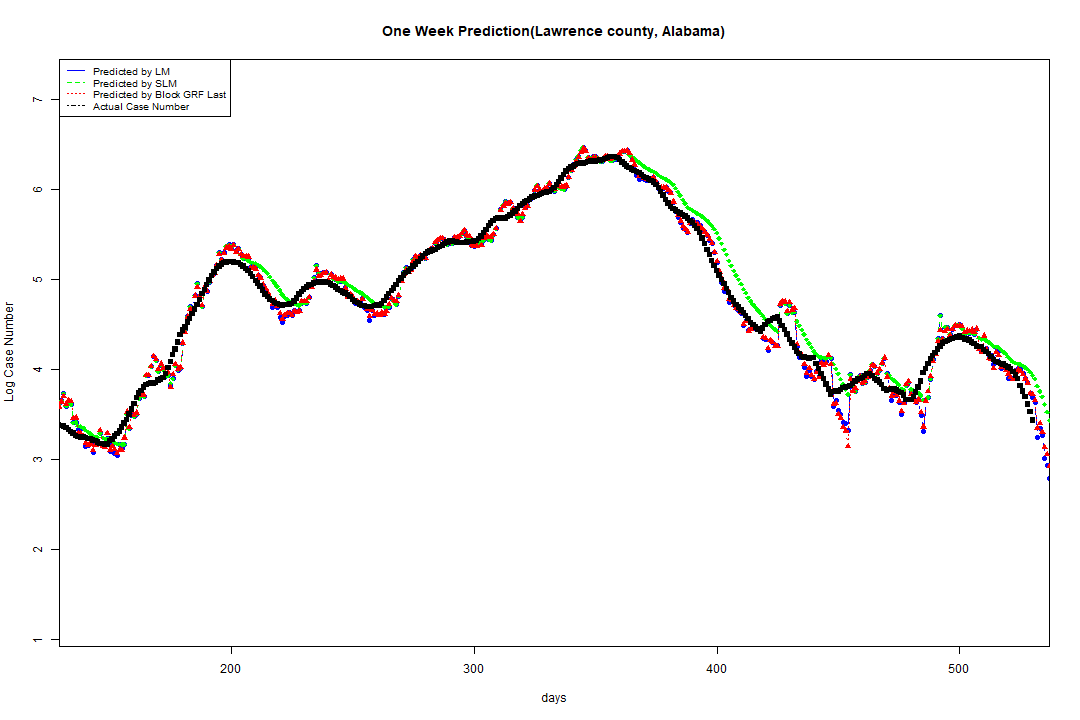 One Week Prediction(Lawrence county, Alabama)
Predicted by LM
Predicted by SLM
Predicted by Block GRF Last
Actual Case Number
7
6
5
4
3
2
1
Log Case Number
200 300 400 500
days